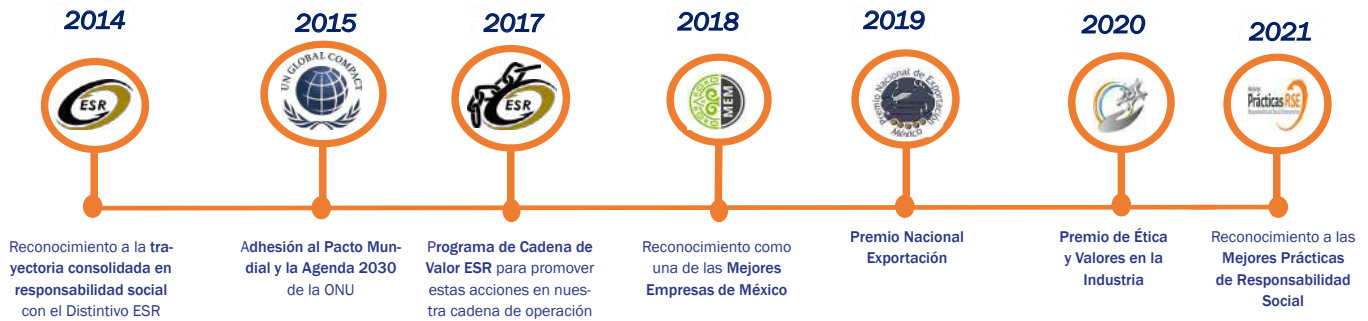 2014
2015
2017
2018
2019
2020
2021
ESR
UN GLOBAL COMPACT
ESR
MEM
Premio Nacional de Exportación
México
Prácticas RSE
Reconocimiento a la tra-
yectoria consolidada en
responsabilidad social
con el Distintivo ESR
Adhesión al Pacto Mun-
dial y la Agenda 2030
de la ONU
Programa de Cadena de
Valor ESR para promover
estas acciones en nues-
tra cadena de operación
Reconocimiento como
una de las Mejores
Empresas de México
Premio Nacional
Exportación
Premio de Ética
y Valores en la
Industria
Reconocimiento a las
Mejores Prácticas
de Responsabilidad
Social